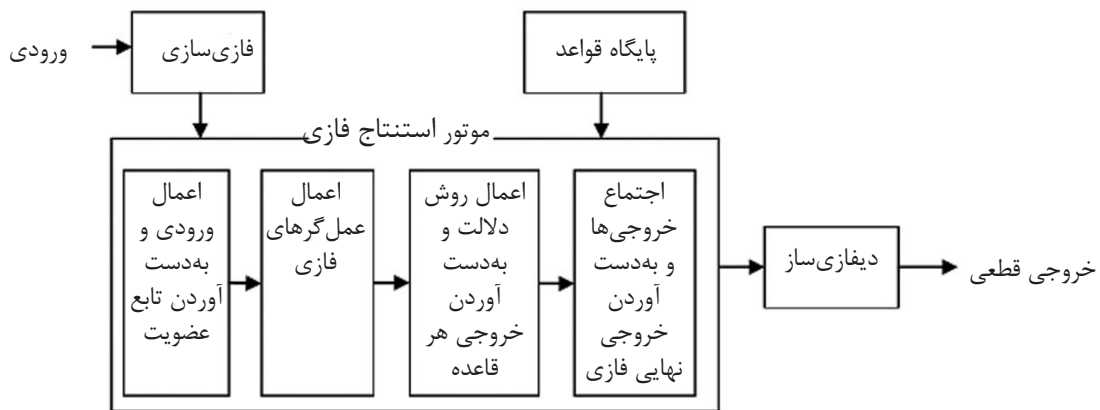 ورودی
فازی‌سازی
پایگاه قواعد
موتور استنتاج فازی
اعمال
ورودی و
به‌دست
آوردن تابع
عضویت
اعمال
عمل‌گرهای
فازی
اعمال روش
دلالت و
به‌دست
آوردن
خروجی هر
قاعده
اجتماع
خروجی‌ها
و به‌دست
آوردن
خروجی
نهایی فازی
دیفازی‌ساز
خروجی قطعی